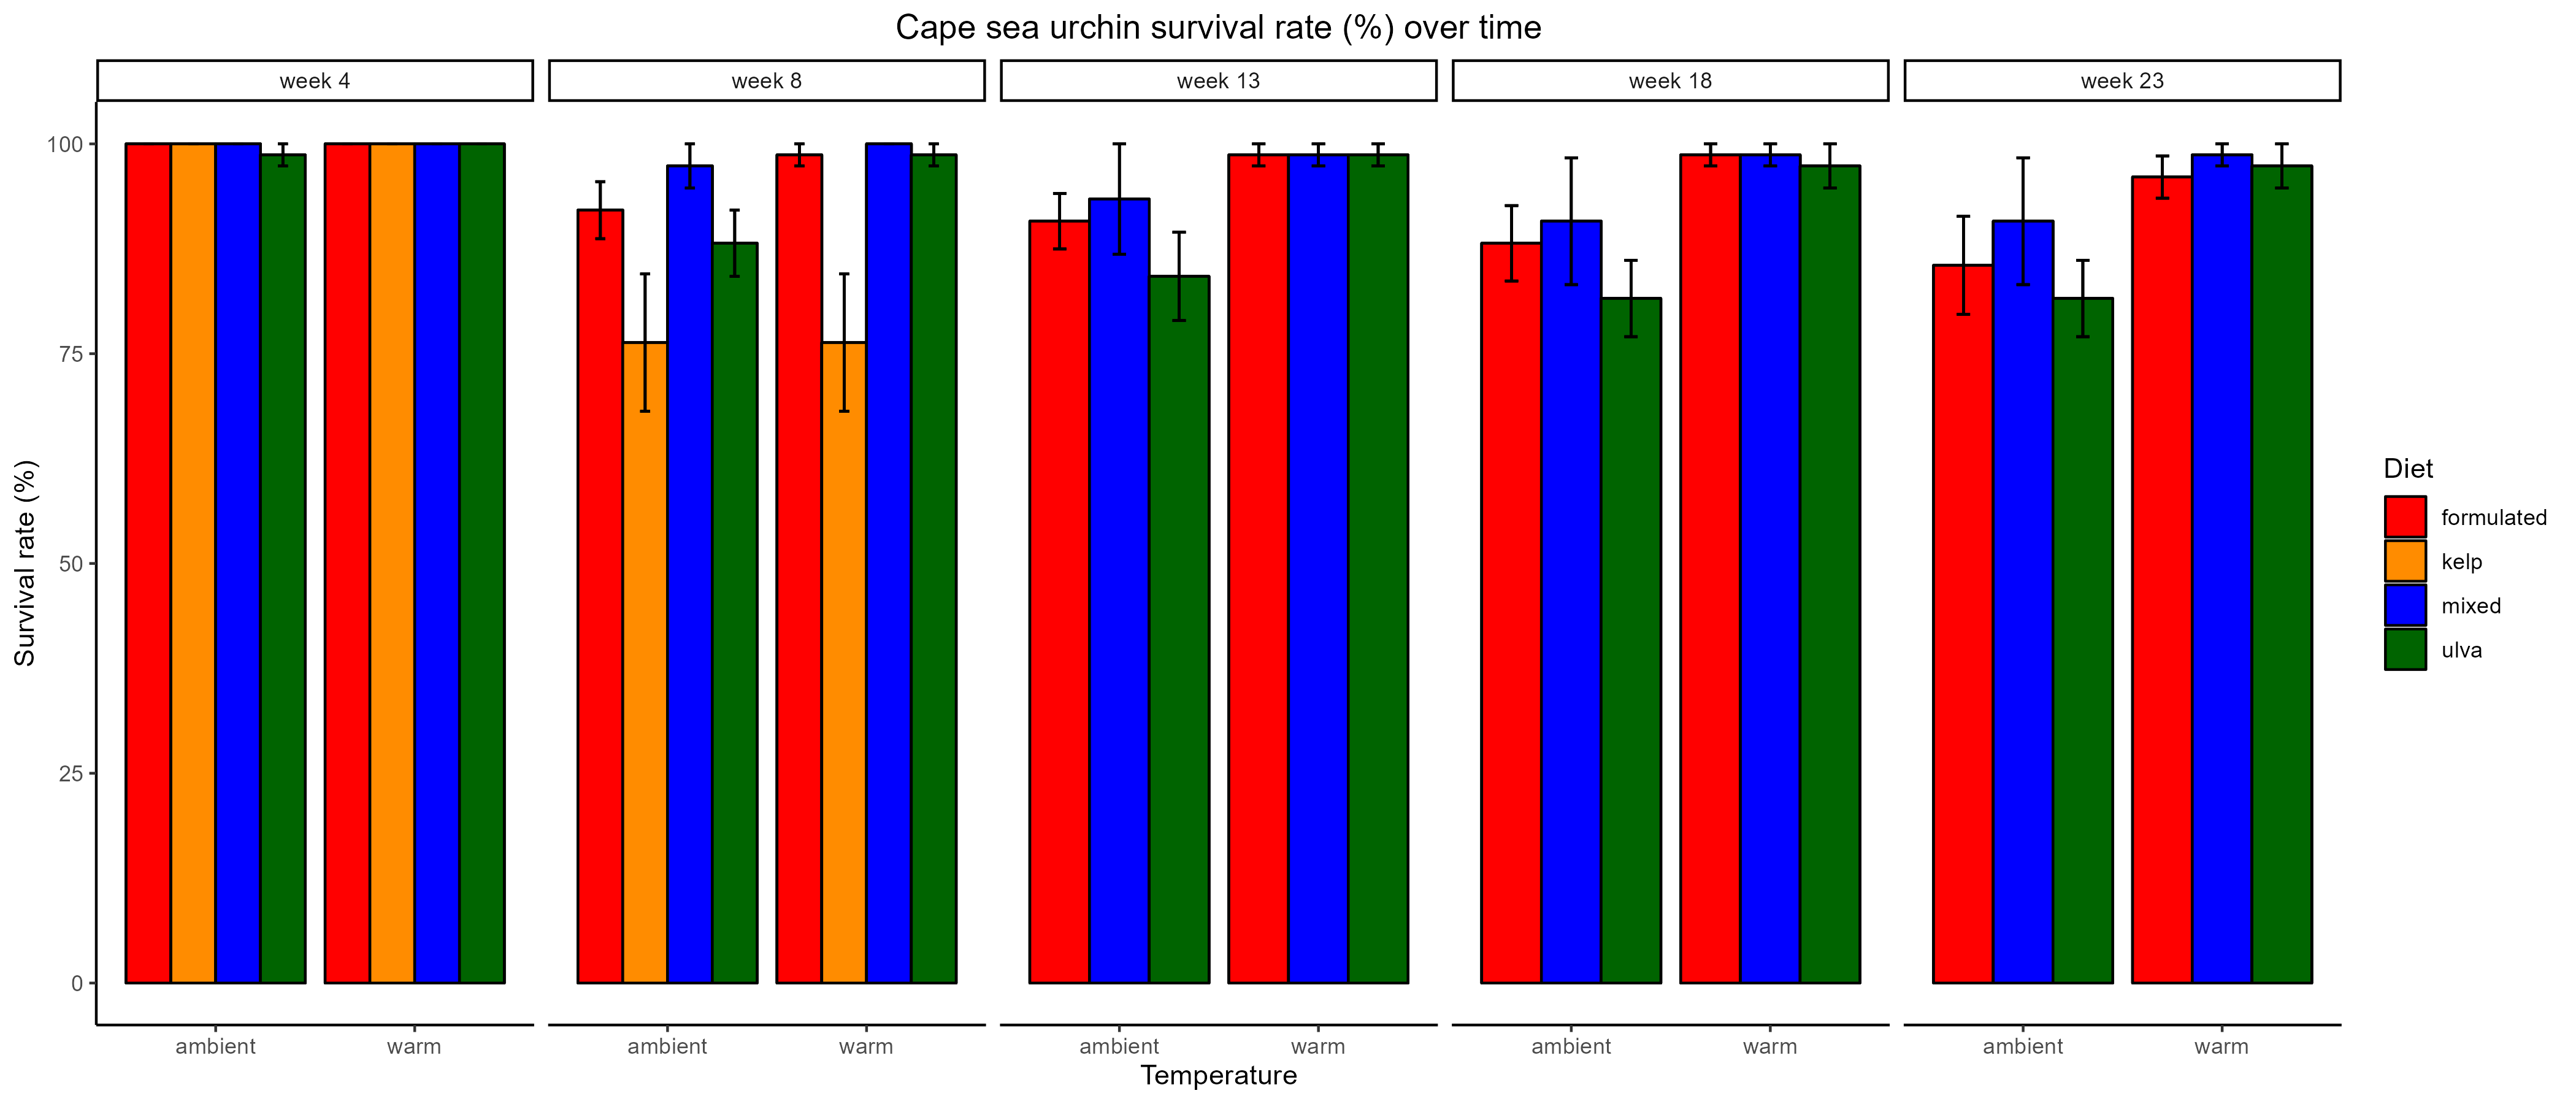 Cape sea urchin survival rate (%) over time
week 4
week 8
week 13
week 18
week 23
Survival rate (%)
100
75
50
25
0
ambient
warm
ambient
warm
ambient
warm
ambient
warm
ambient
warm
Temperature
Diet
formulated
kelp
mixed
ulva